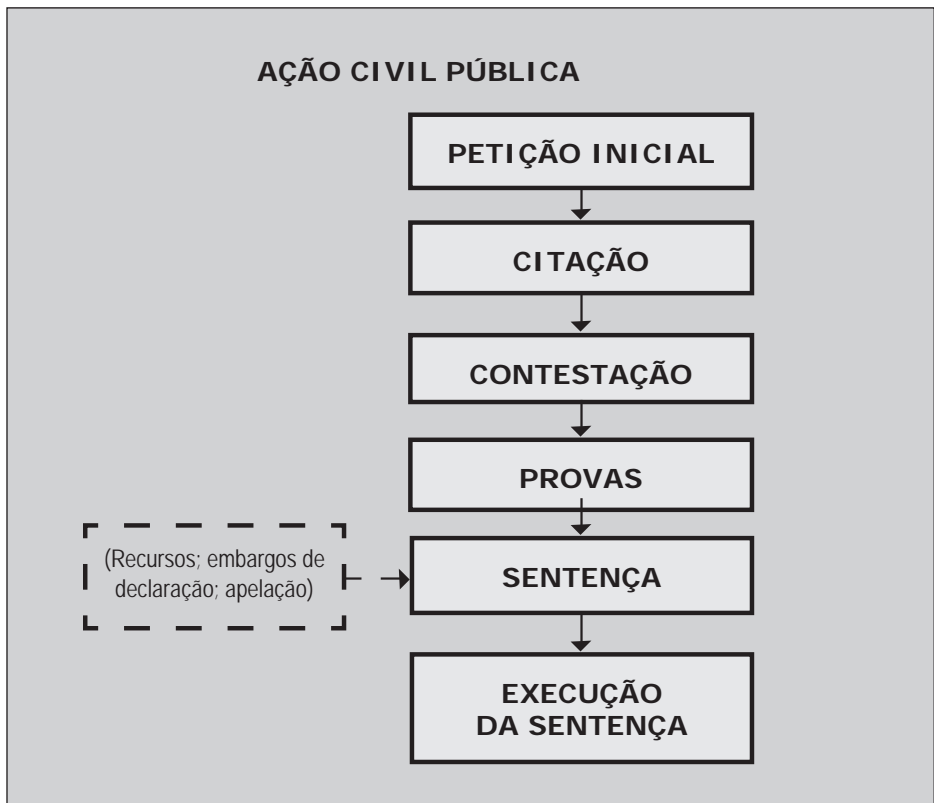 AÇÃO CIVIL PÚBLICA
PETIÇÃO INICIAL
CITAÇÃO
CONTESTAÇÃO
PROVAS
(Recursos; embargos de
declaração; apelação)
SENTENÇA
EXECUÇÃO
DA SENTENÇA